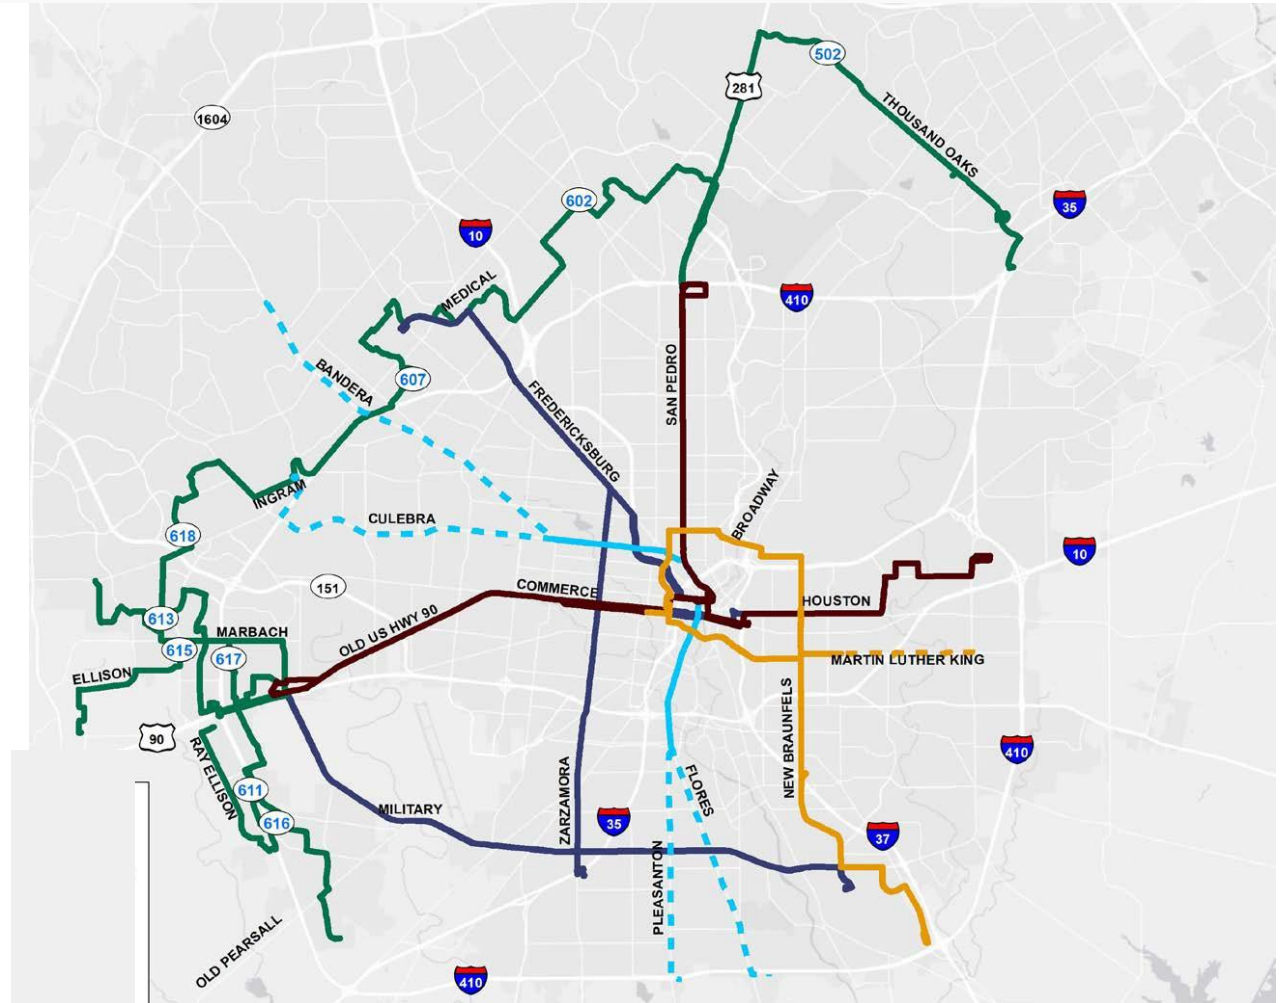 502
281
THOUSAND OAKS
1604
602
35
10
MEDICAL
410
BANDERA
607
SAN PEDRO
FREDERICKSBURG
BROADWAY
INGRAM
CULEBRA
618
10
151
COMMERCE
HOUSTON
613
OLD US HWY 90
MARBACH
615
617
MARTIN LUTHER KING
ELLISON
90
NEW BRAUNFELS
410
RAY ELLISON
611
FLORES
MILITARY
ZARZAMORA
616
35
37
PLEASANTON
OLD PEARSALL
410